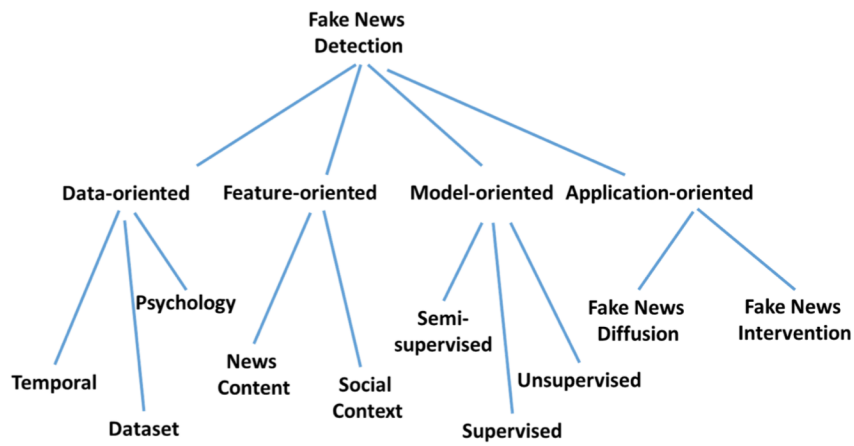 Fake News
Detection
Data-oriented
Feature-oriented
Model-oriented
Application-oriented
Psychology
Temporal
Dataset
News
Content
Social
Context
Semi-
supervised
Unsupervised
Supervised
Fake News
Diffusion
Fake News
Intervention